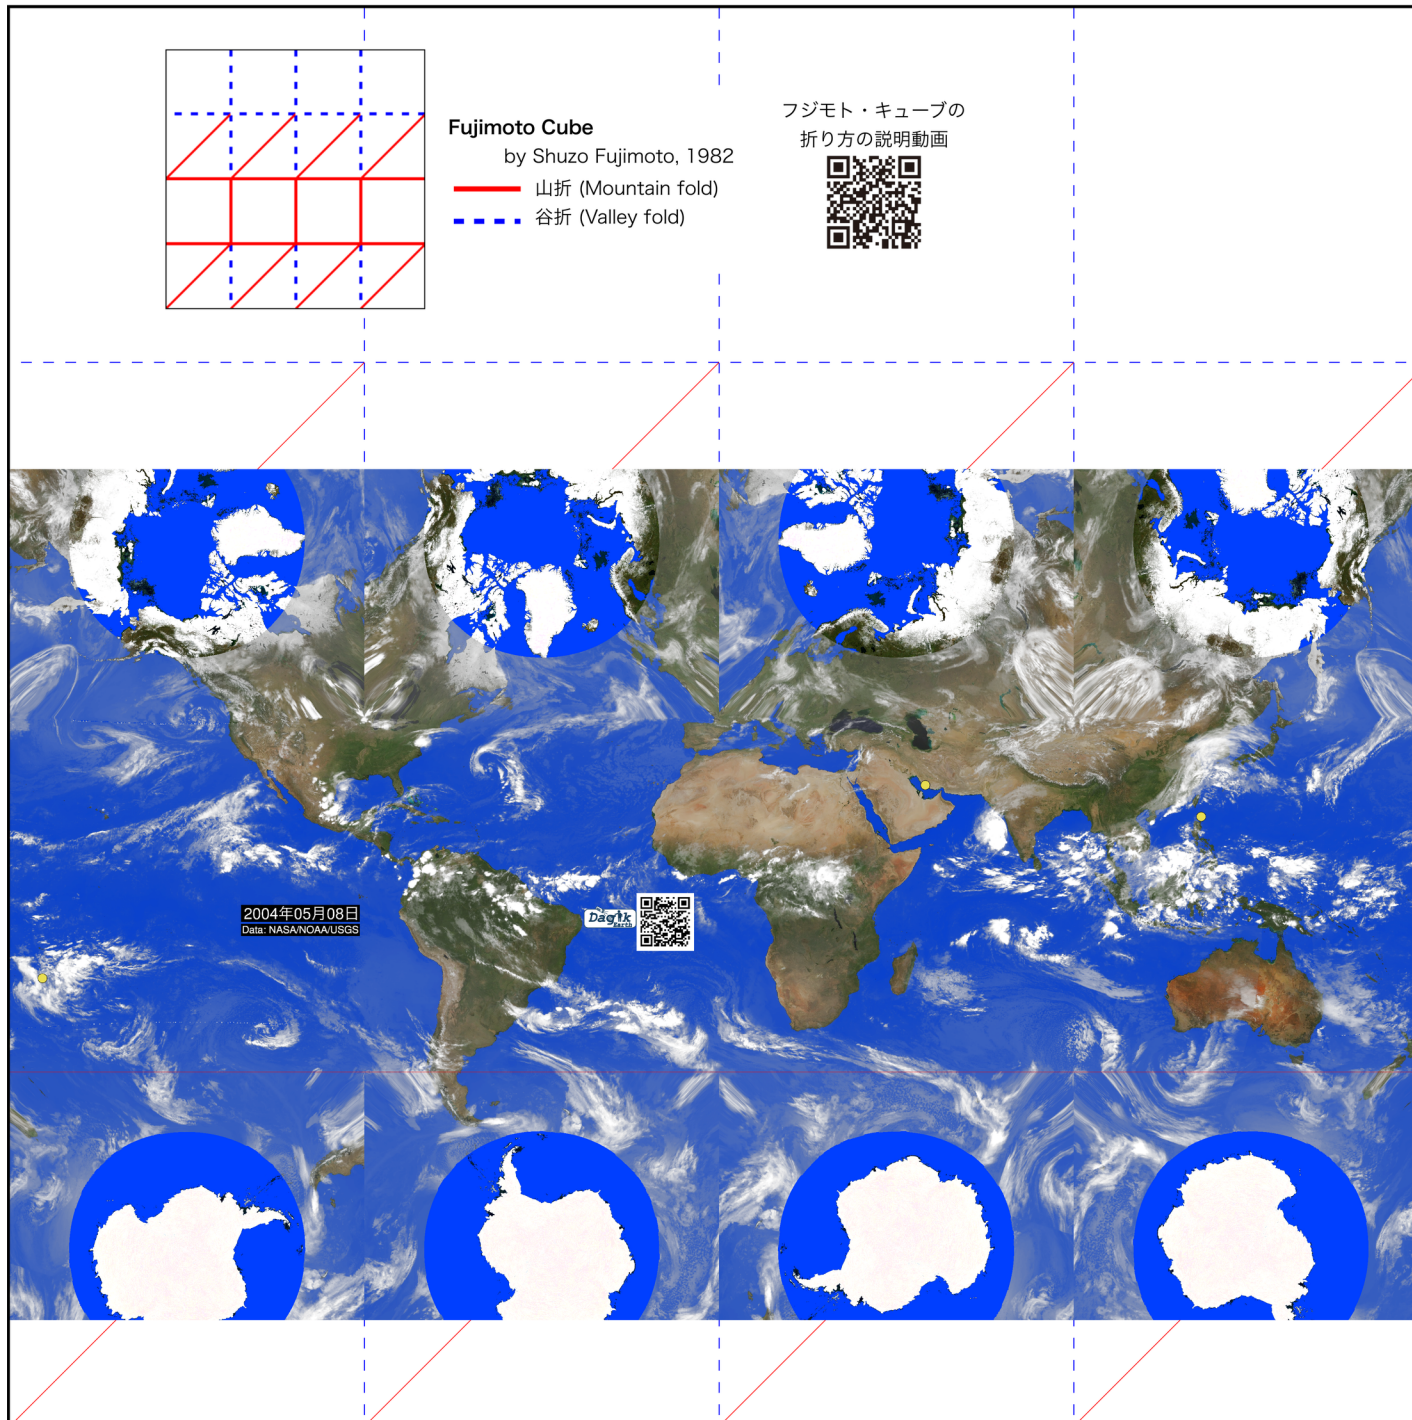 Fujimoto Cube
by Shuzo Fujimoto, 1982
山折 (Mountain fold)
谷折 (Valley fold)
フジモト・キューブの
折り方の説明動画
2004年05月08日
Data: NASA/NOAA/USGS
Dagik
Earth